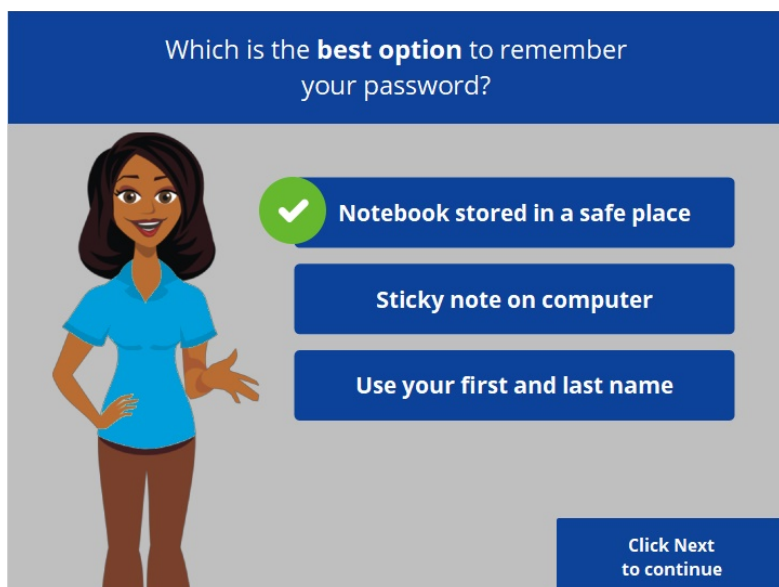 Which is the best option to remember
your password?
Notebook stored in a safe place
Sticky note on computer
Use your first and last name
Click Next
to continue